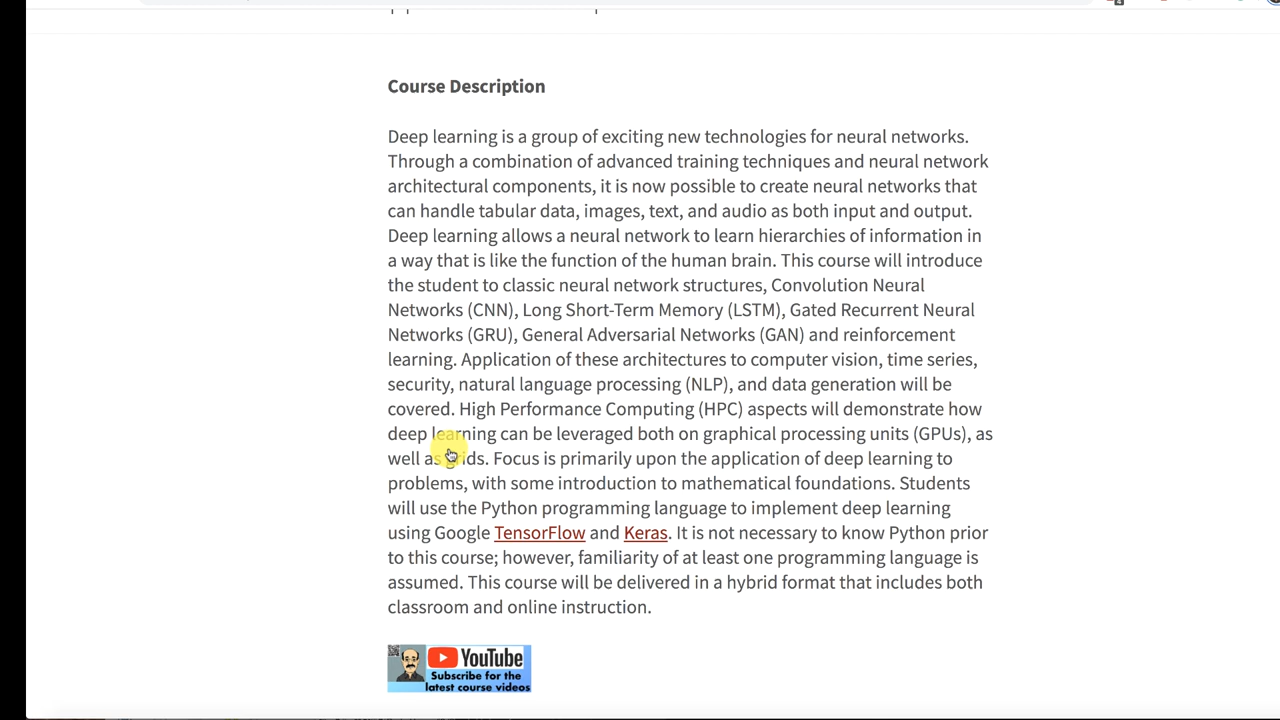 Course Description
Deep learning is a group of exciting new technologies for neural networks.
Through a combination of advanced training techniques and neural network
architectural components, it is now possible to create neural networks that
can handle tabular data, images, text, and audio as both input and output.
Deep learning allows a neural network to learn hierarchies of information in
a way that is like the function of the human brain. This course will introduce
the student to classic neural network structures, Convolution Neural
Networks (CNN), Long Short-Term Memory (LSTM), Gated Recurrent Neural
Networks (GRU), General Adversarial Networks (GAN) and reinforcement
learning. Application of these architectures to computer vision, time series,
security, natural language processing (NLP), and data generation will be
covered. High Performance Computing (HPC) aspects will demonstrate how
deep learning can be leveraged both on graphical processing units (GPUs), as
well as grids. Focus is primarily upon the application of deep learning to
problems, with some introduction to mathematical foundations. Students
will use the Python programming language to implement deep learning
using Google TensorFlow and Keras. It is not necessary to know Python prior
to this course; however, familiarity of at least one programming language is
assumed. This course will be delivered in a hybrid format that includes both
classroom and online instruction.
YouTube
Subscribe for the
latest course videos